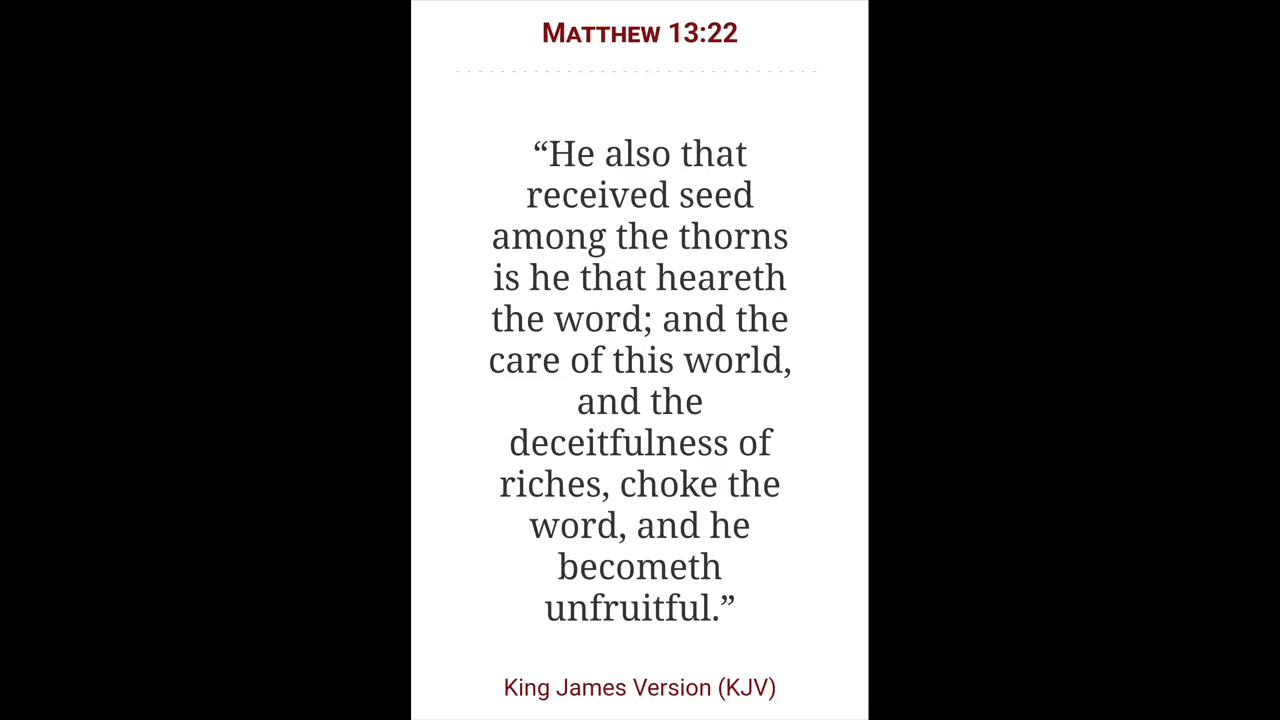 Matthew 13:22
“He also that
received seed
among the thorns
is he that heareth
the word; and the
care of this world,
and the
deceitfulness of
riches, choke the
word, and he
becometh
unfruitful.”
King James Version (KJV)